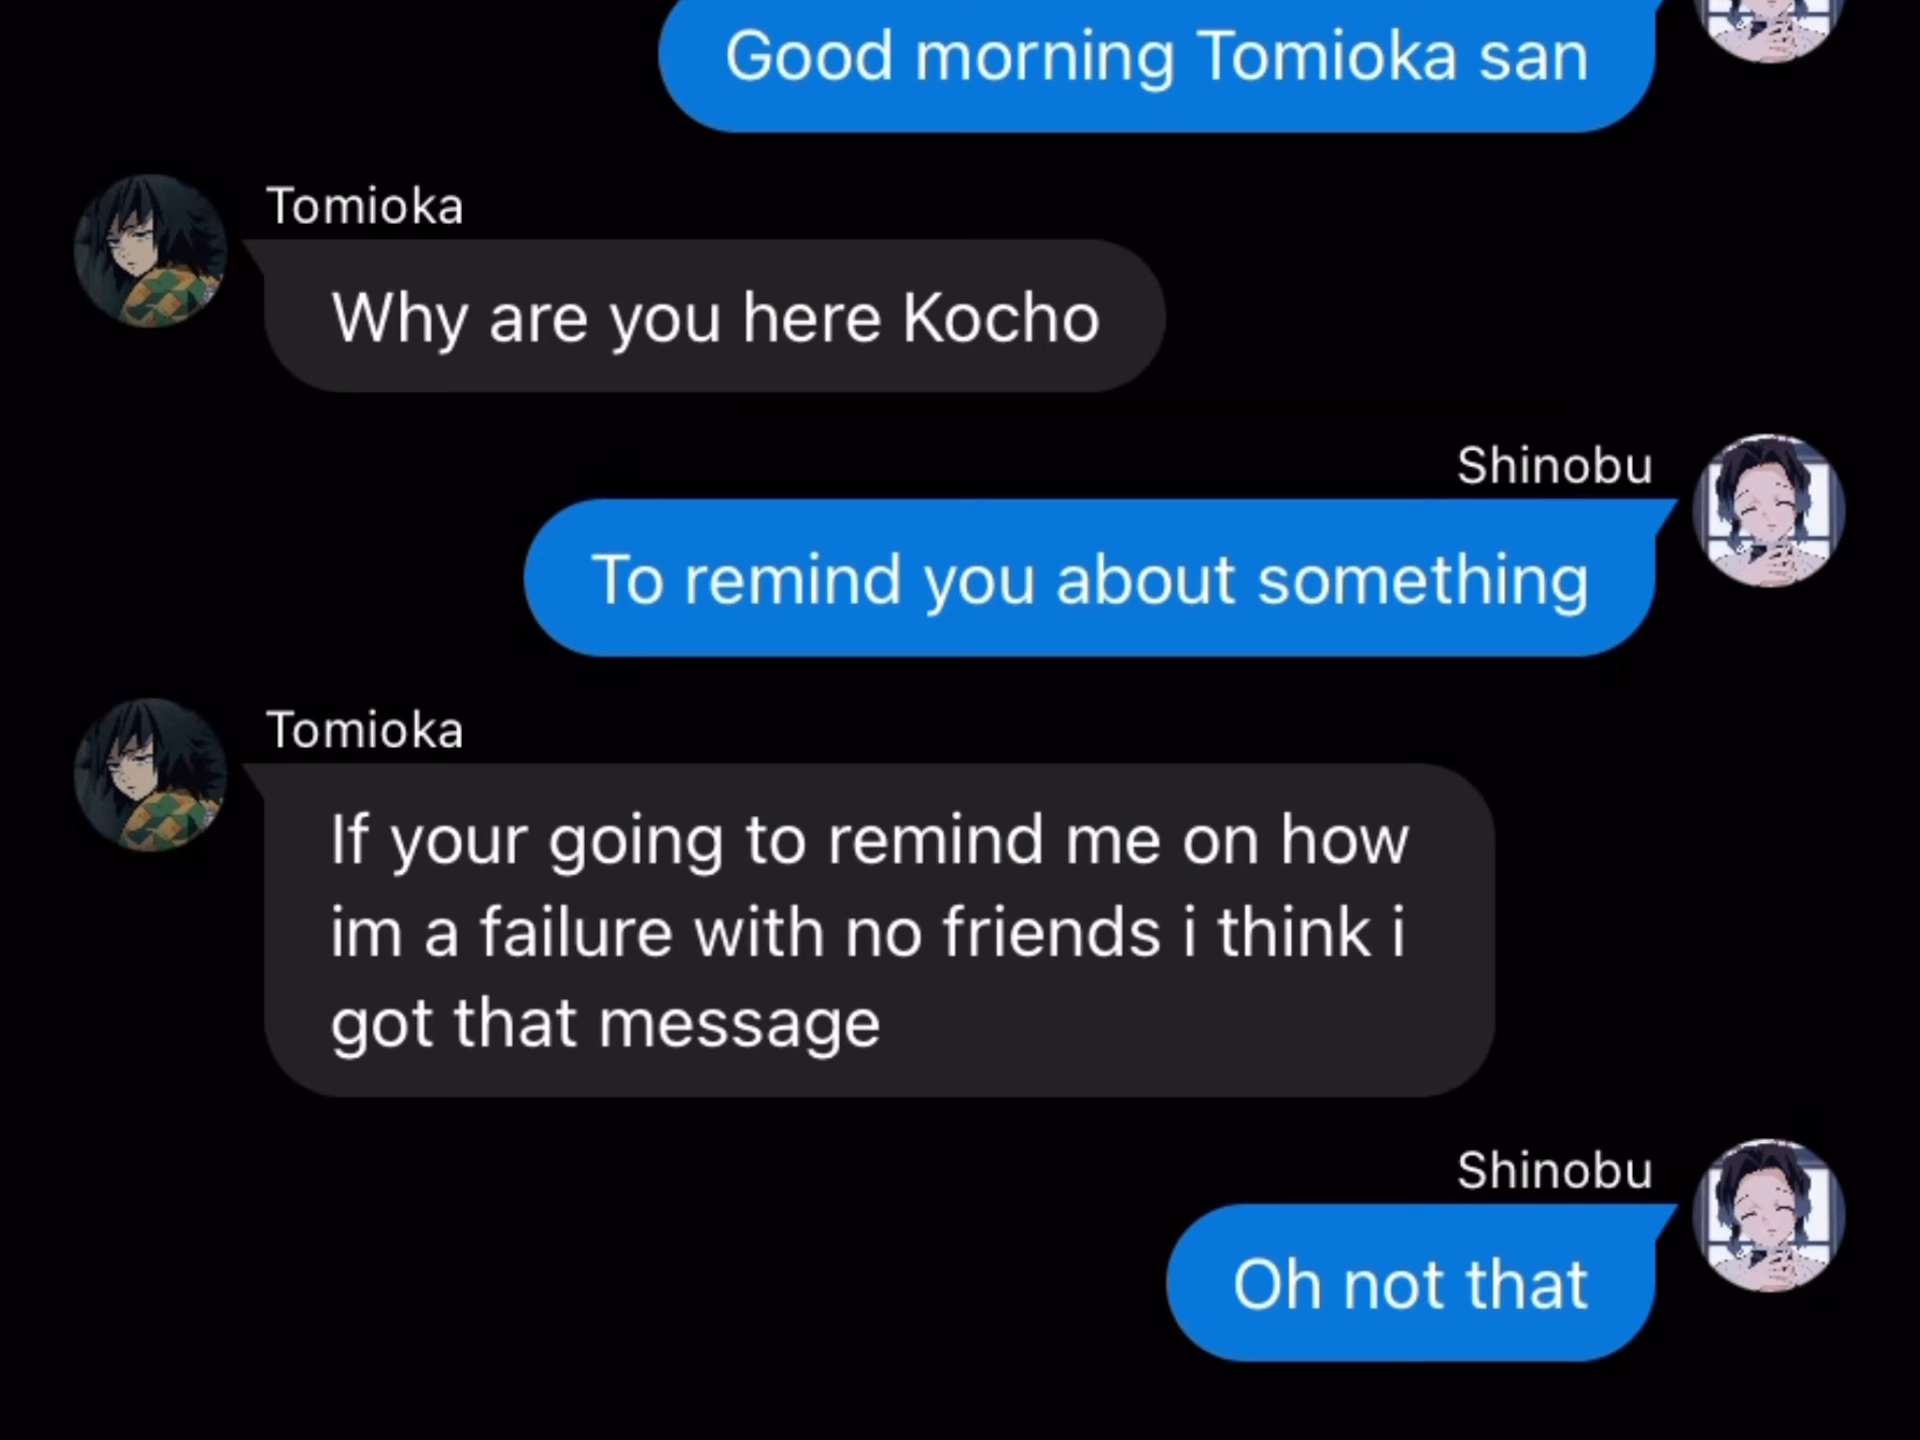 Good morning Tomioka san
Tomioka
Why are you here Kocho
Shinobu
To remind you about something
Tomioka
If your going to remind me on how
im a failure with no friends i think i
got that message
Shinobu
Oh not that